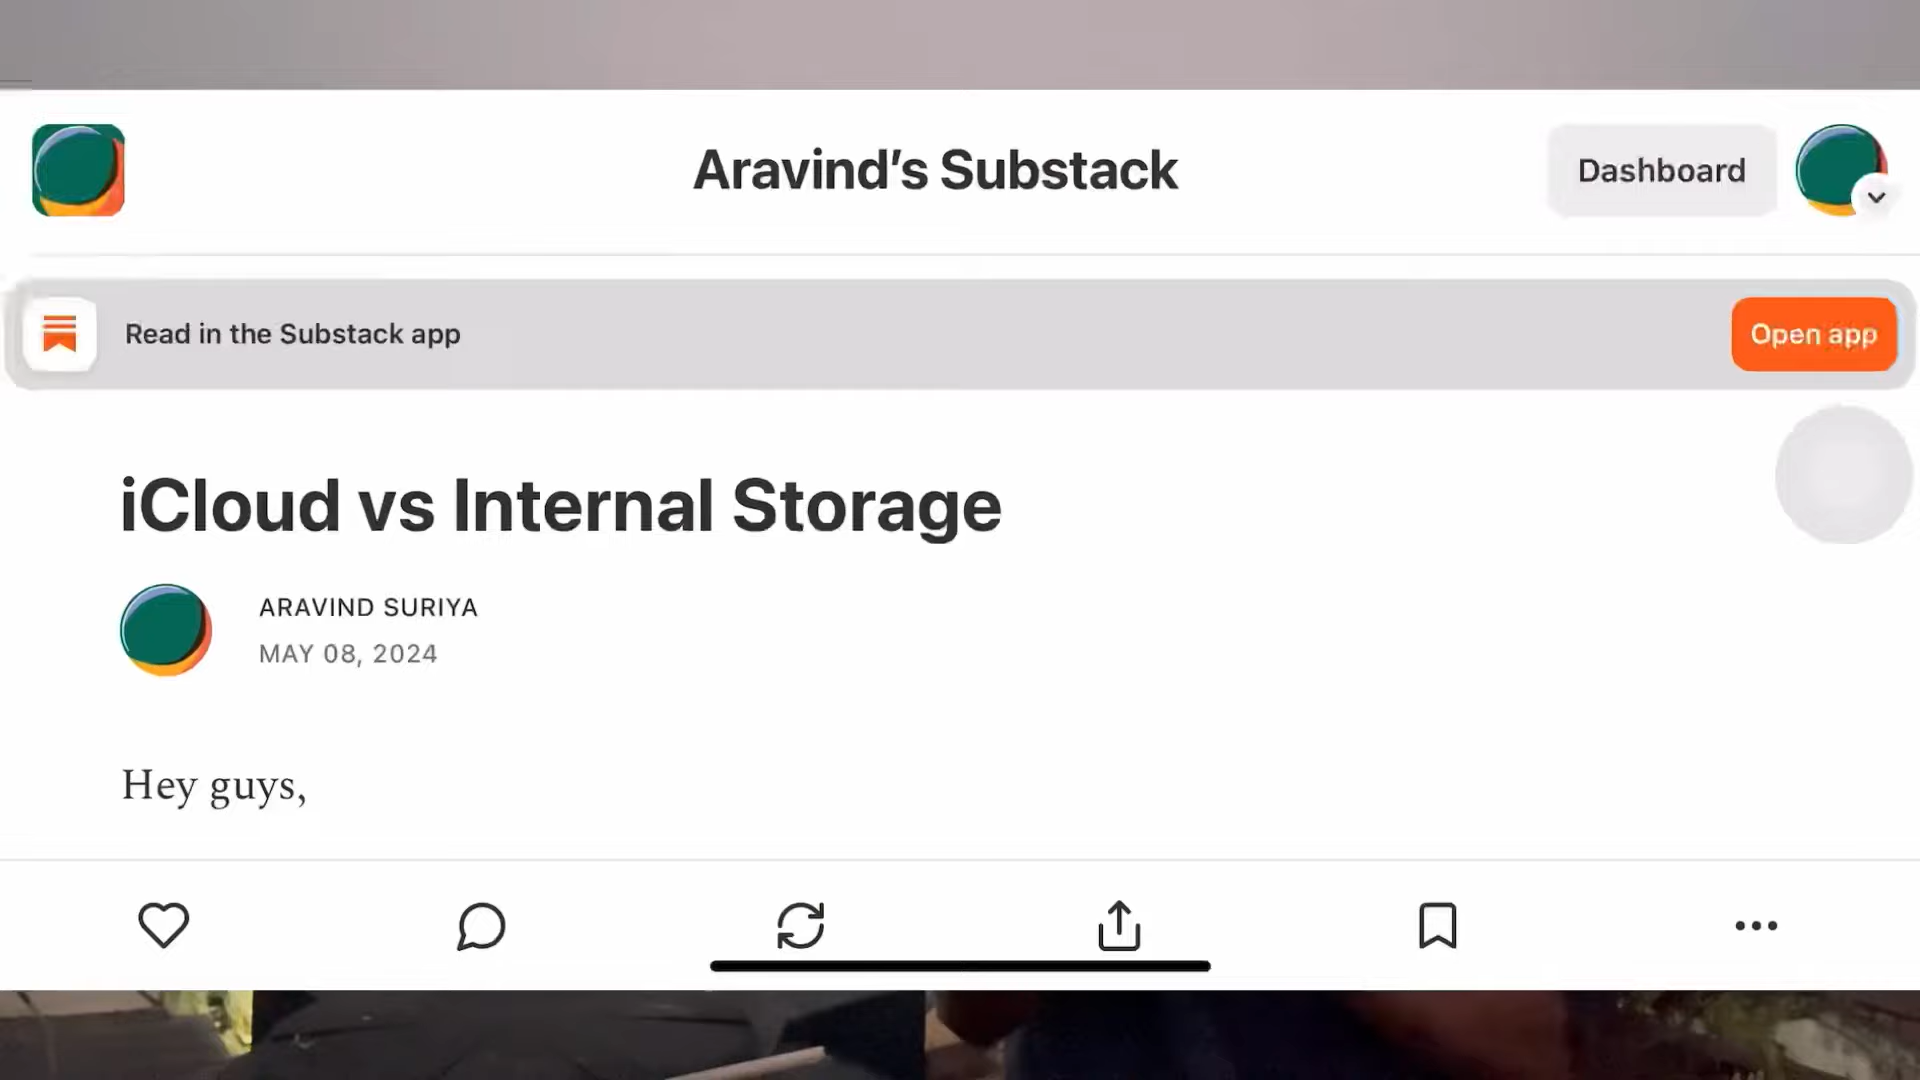 Aravind's Substack
Dashboard
Read in the Substack app
Open app
iCloud vs Internal Storage
ARAVIND SURIYA
MAY 08, 2024
Hey guys,